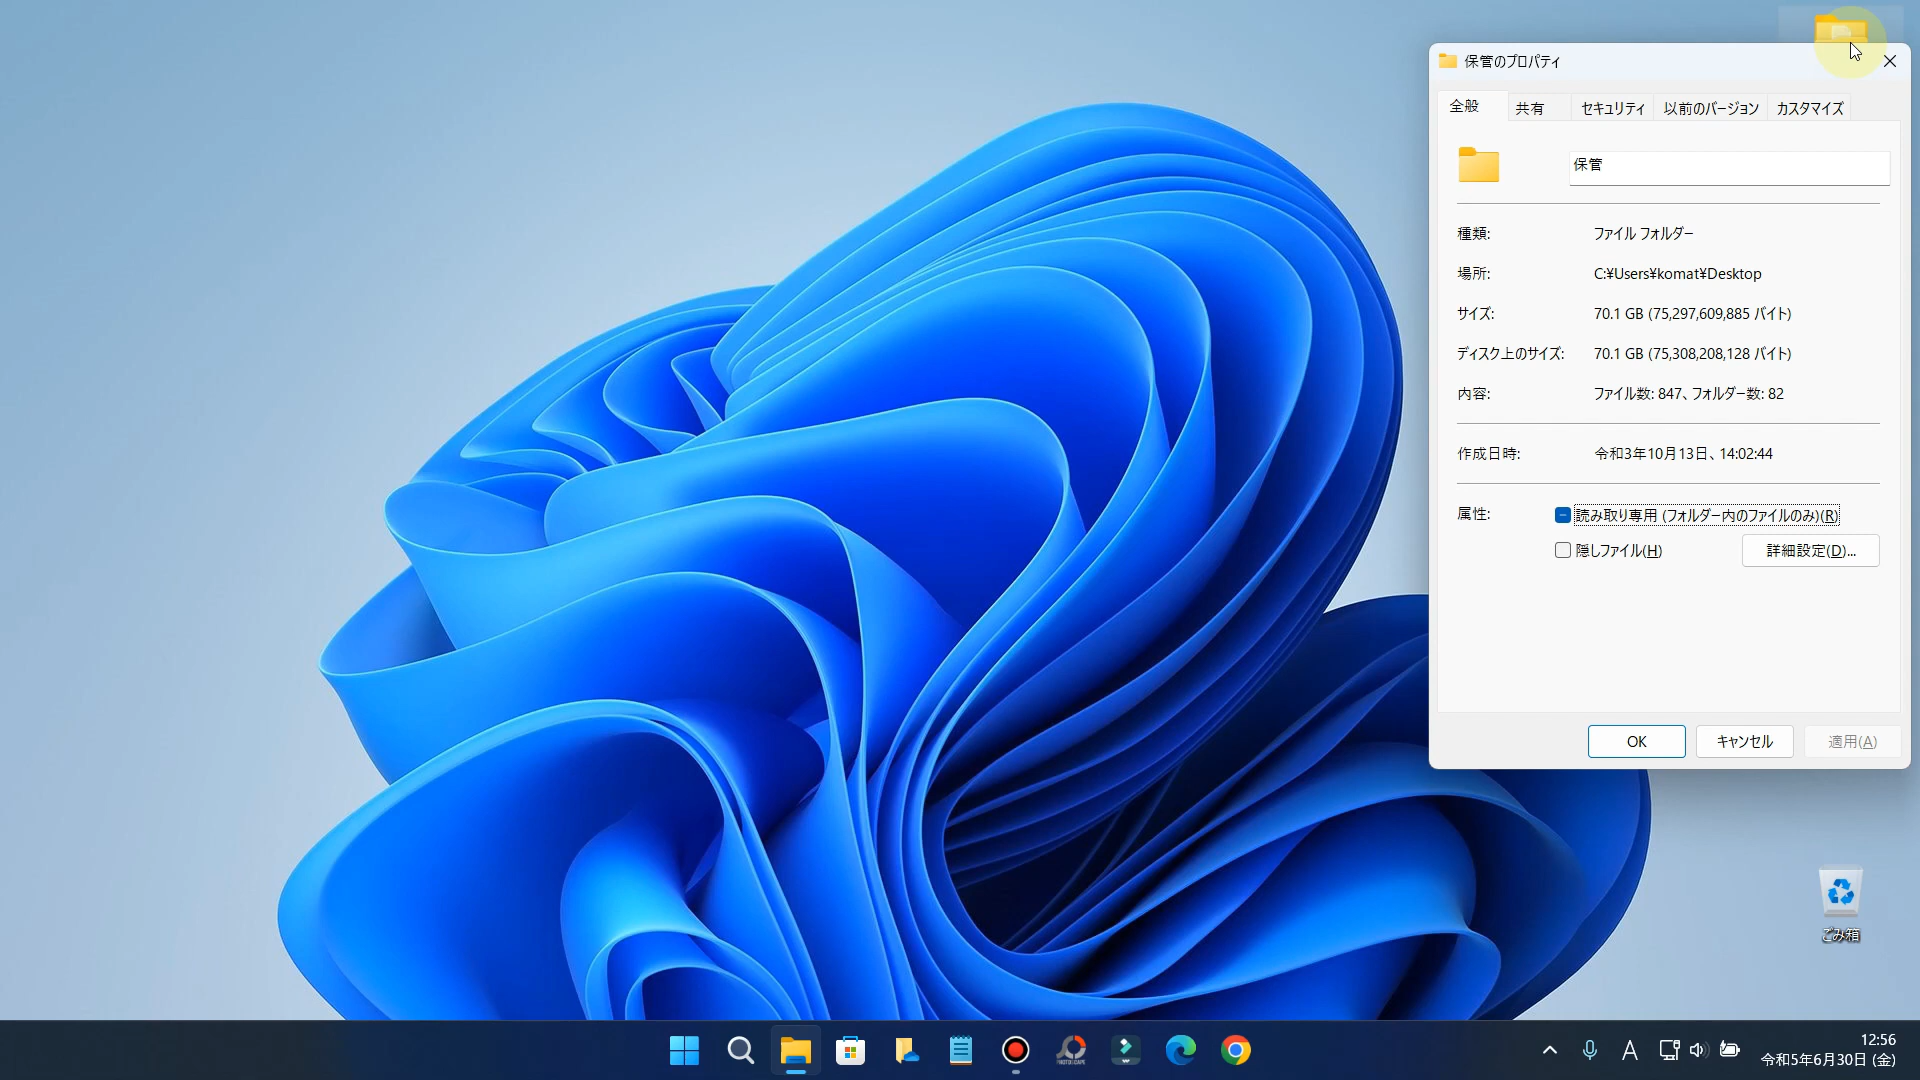 保管のプロパティ
全般 共有 セキュリティ 以前のバージョン カスタマイズ
保管
種類: ファイル フォルダー
場所: C:¥Users¥komat¥Desktop
サイズ: 70.1 GB (75,297,609,885 バイト)
ディスク上のサイズ: 70.1 GB (75,308,208,128 バイト)
内容: ファイル数: 847、フォルダー数: 82
作成日時: 令和3年10月13日、14:02:44
属性: 読み取り専用 (フォルダー内のファイルのみ)(R)
隠しファイル(H) 詳細設定(D)...
OK キャンセル 適用(A)
ごみ箱
A
12:56
令和5年6月30日 (金)